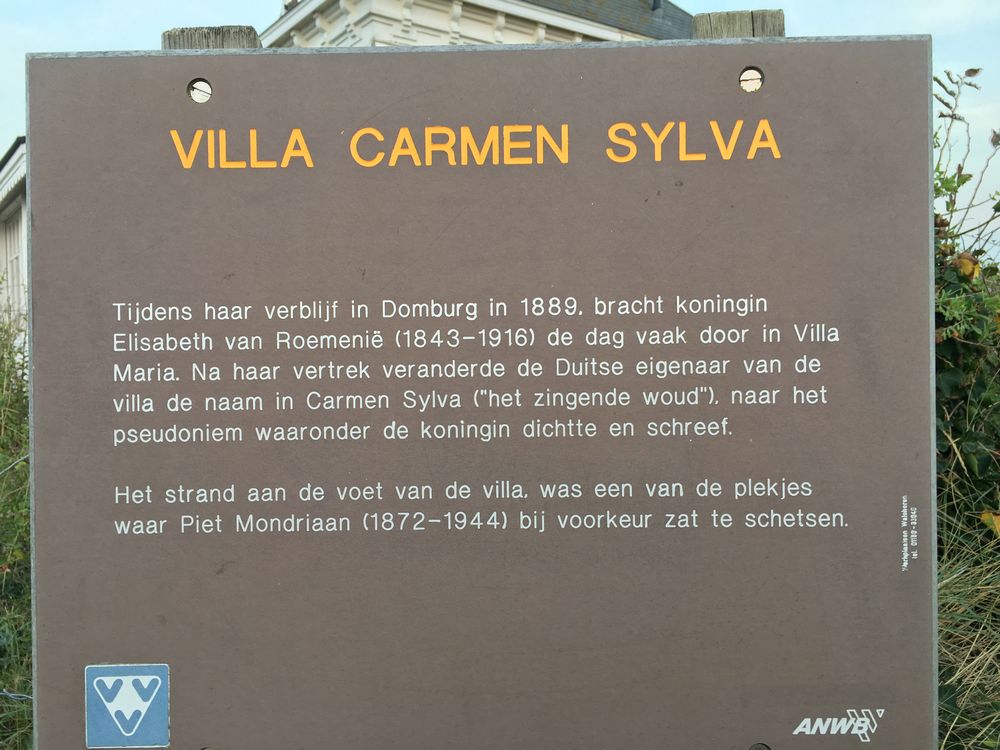 VILLA CARMEN SYLVA
Tijdens haar verblijf in Domburg in 1889, bracht koningin
Elisabeth van Roemenië (1843-1916) de dag vaak door in Villa
Maria. Na haar vertrek veranderde de Duitse eigenaar van de
villa de naam in Carmen Sylva ("het zingende woud"), naar het
pseudoniem waaronder de koningin dichtte en schreef.
Het strand aan de voet van de villa, was een van de plekjes
waar Piet Mondriaan (1872-1944) bij voorkeur zat te schetsen.
Walcheren
tel.
ANWB